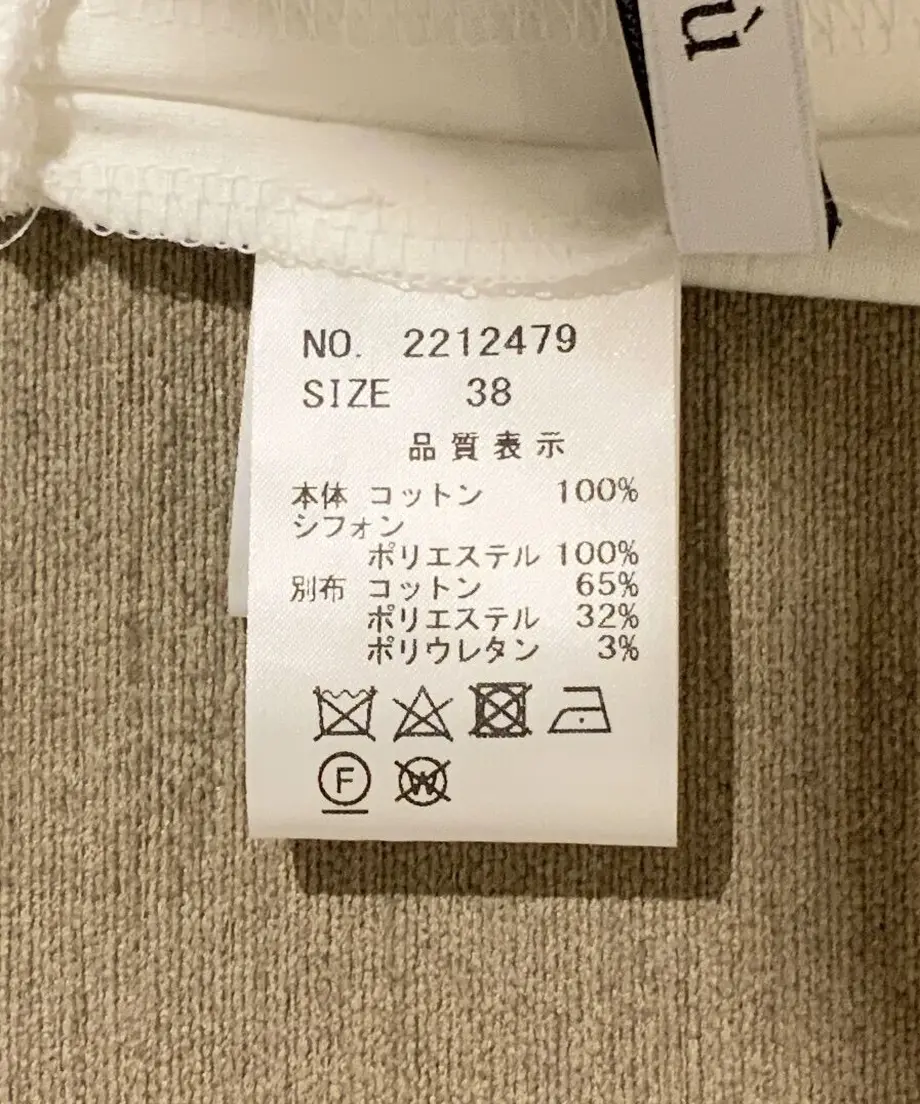 ù
NO. 2212479
SIZE 38
品質表示
本体 コットン 100%
シフォン
ポリエステル 100%
別布 コットン 65%
ポリエステル 32%
ポリウレタン 3%
F W